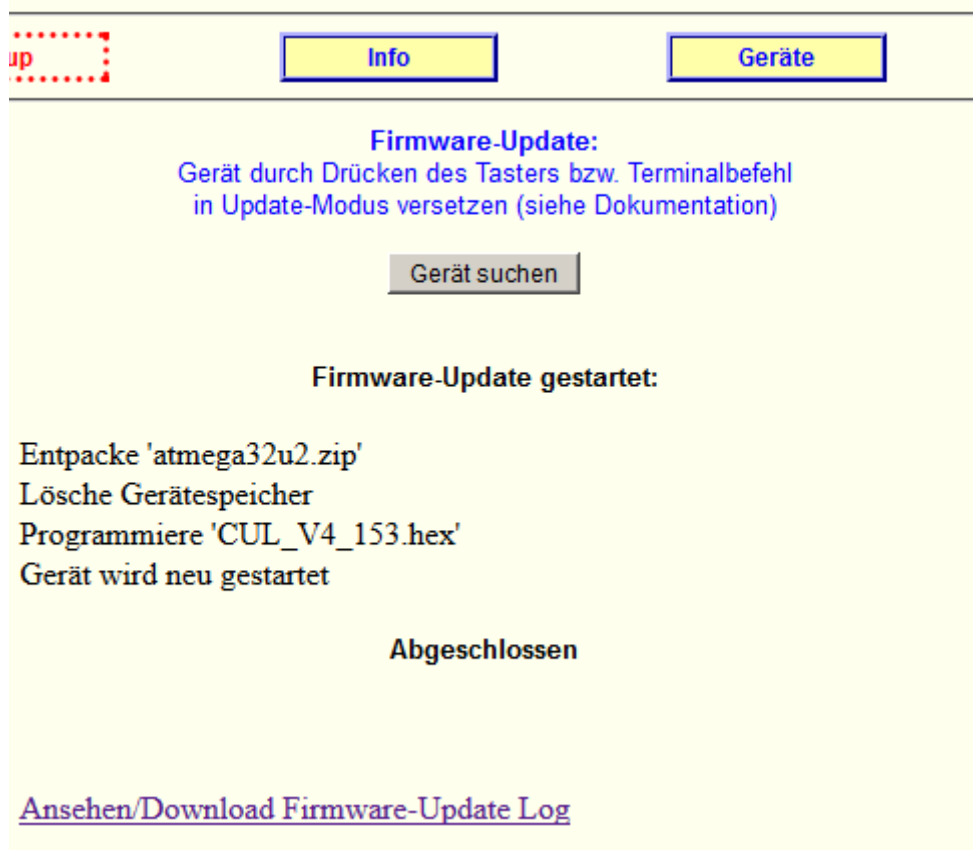 up
Info
Geräte
Firmware-Update:
Gerät durch Drücken des Tasters bzw. Terminalbefehl
in Update-Modus versetzen (siehe Dokumentation)
Gerät suchen
Firmware-Update gestartet:
Entpacke 'atmega32u2.zip'
Lösche Gerätespeicher
Programmiere 'CUL_V4_153.hex'
Gerät wird neu gestartet
Abgeschlossen
Ansehen/Download Firmware-Update Log